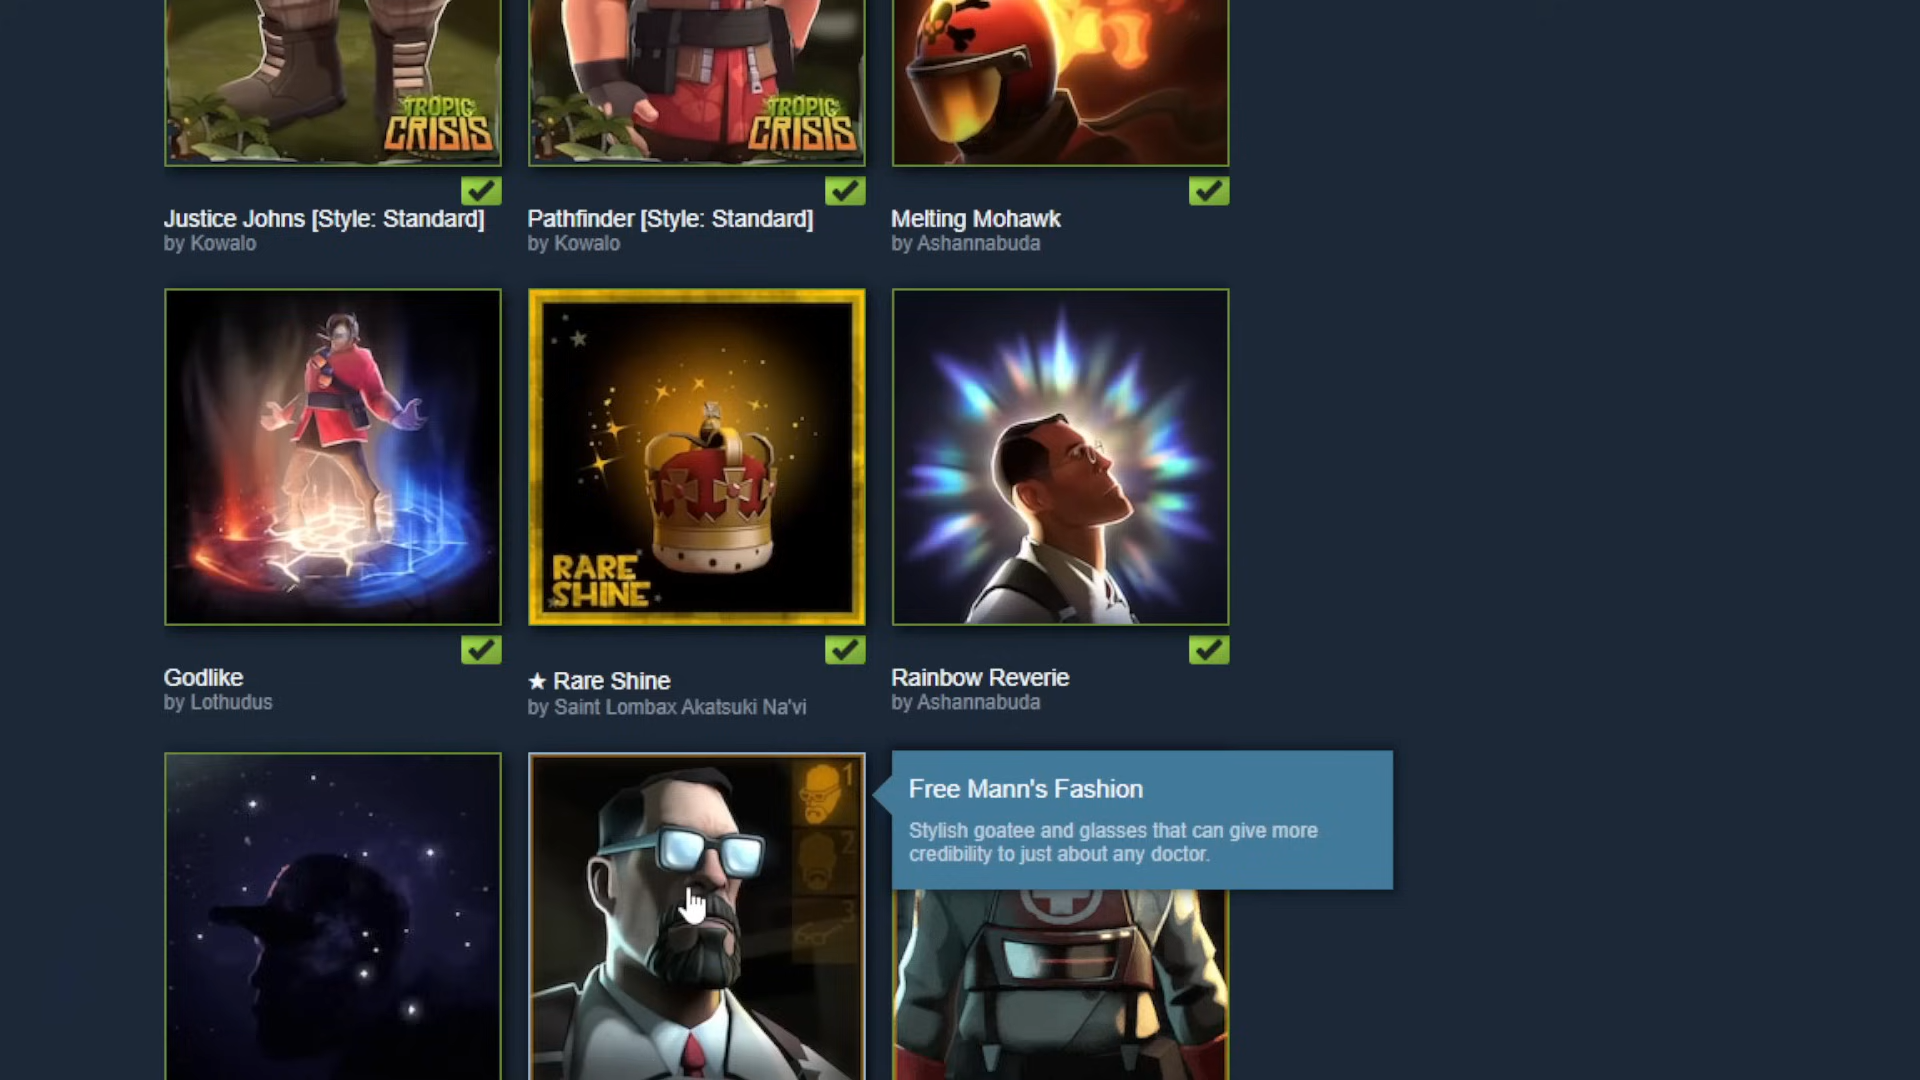 TROPIC
CRISIS
TROPIC
CRISIS
Justice Johns [Style: Standard]
by Kowalo
Pathfinder [Style: Standard]
by Kowalo
Melting Mohawk
by Ashannabuda
RARE
SHINE
Godlike
by Lothudus
★ Rare Shine
by Saint Lombax Akatsuki Na'vi
Rainbow Reverie
by Ashannabuda
1
2
3
Free Mann's Fashion
Stylish goatee and glasses that can give more
credibility to just about any doctor.